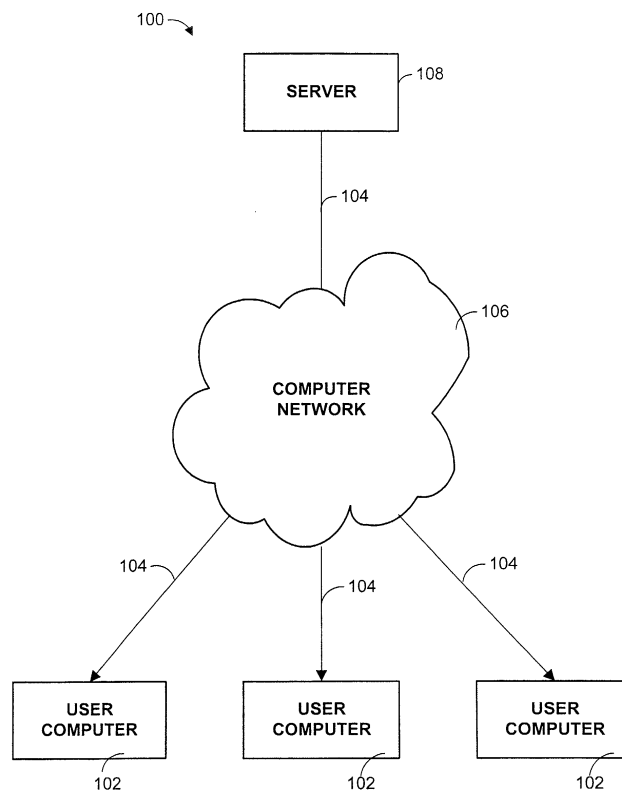 100
SERVER
108
104
106
COMPUTER
NETWORK
104
104
104
USER
COMPUTER
102
USER
COMPUTER
102
USER
COMPUTER
102